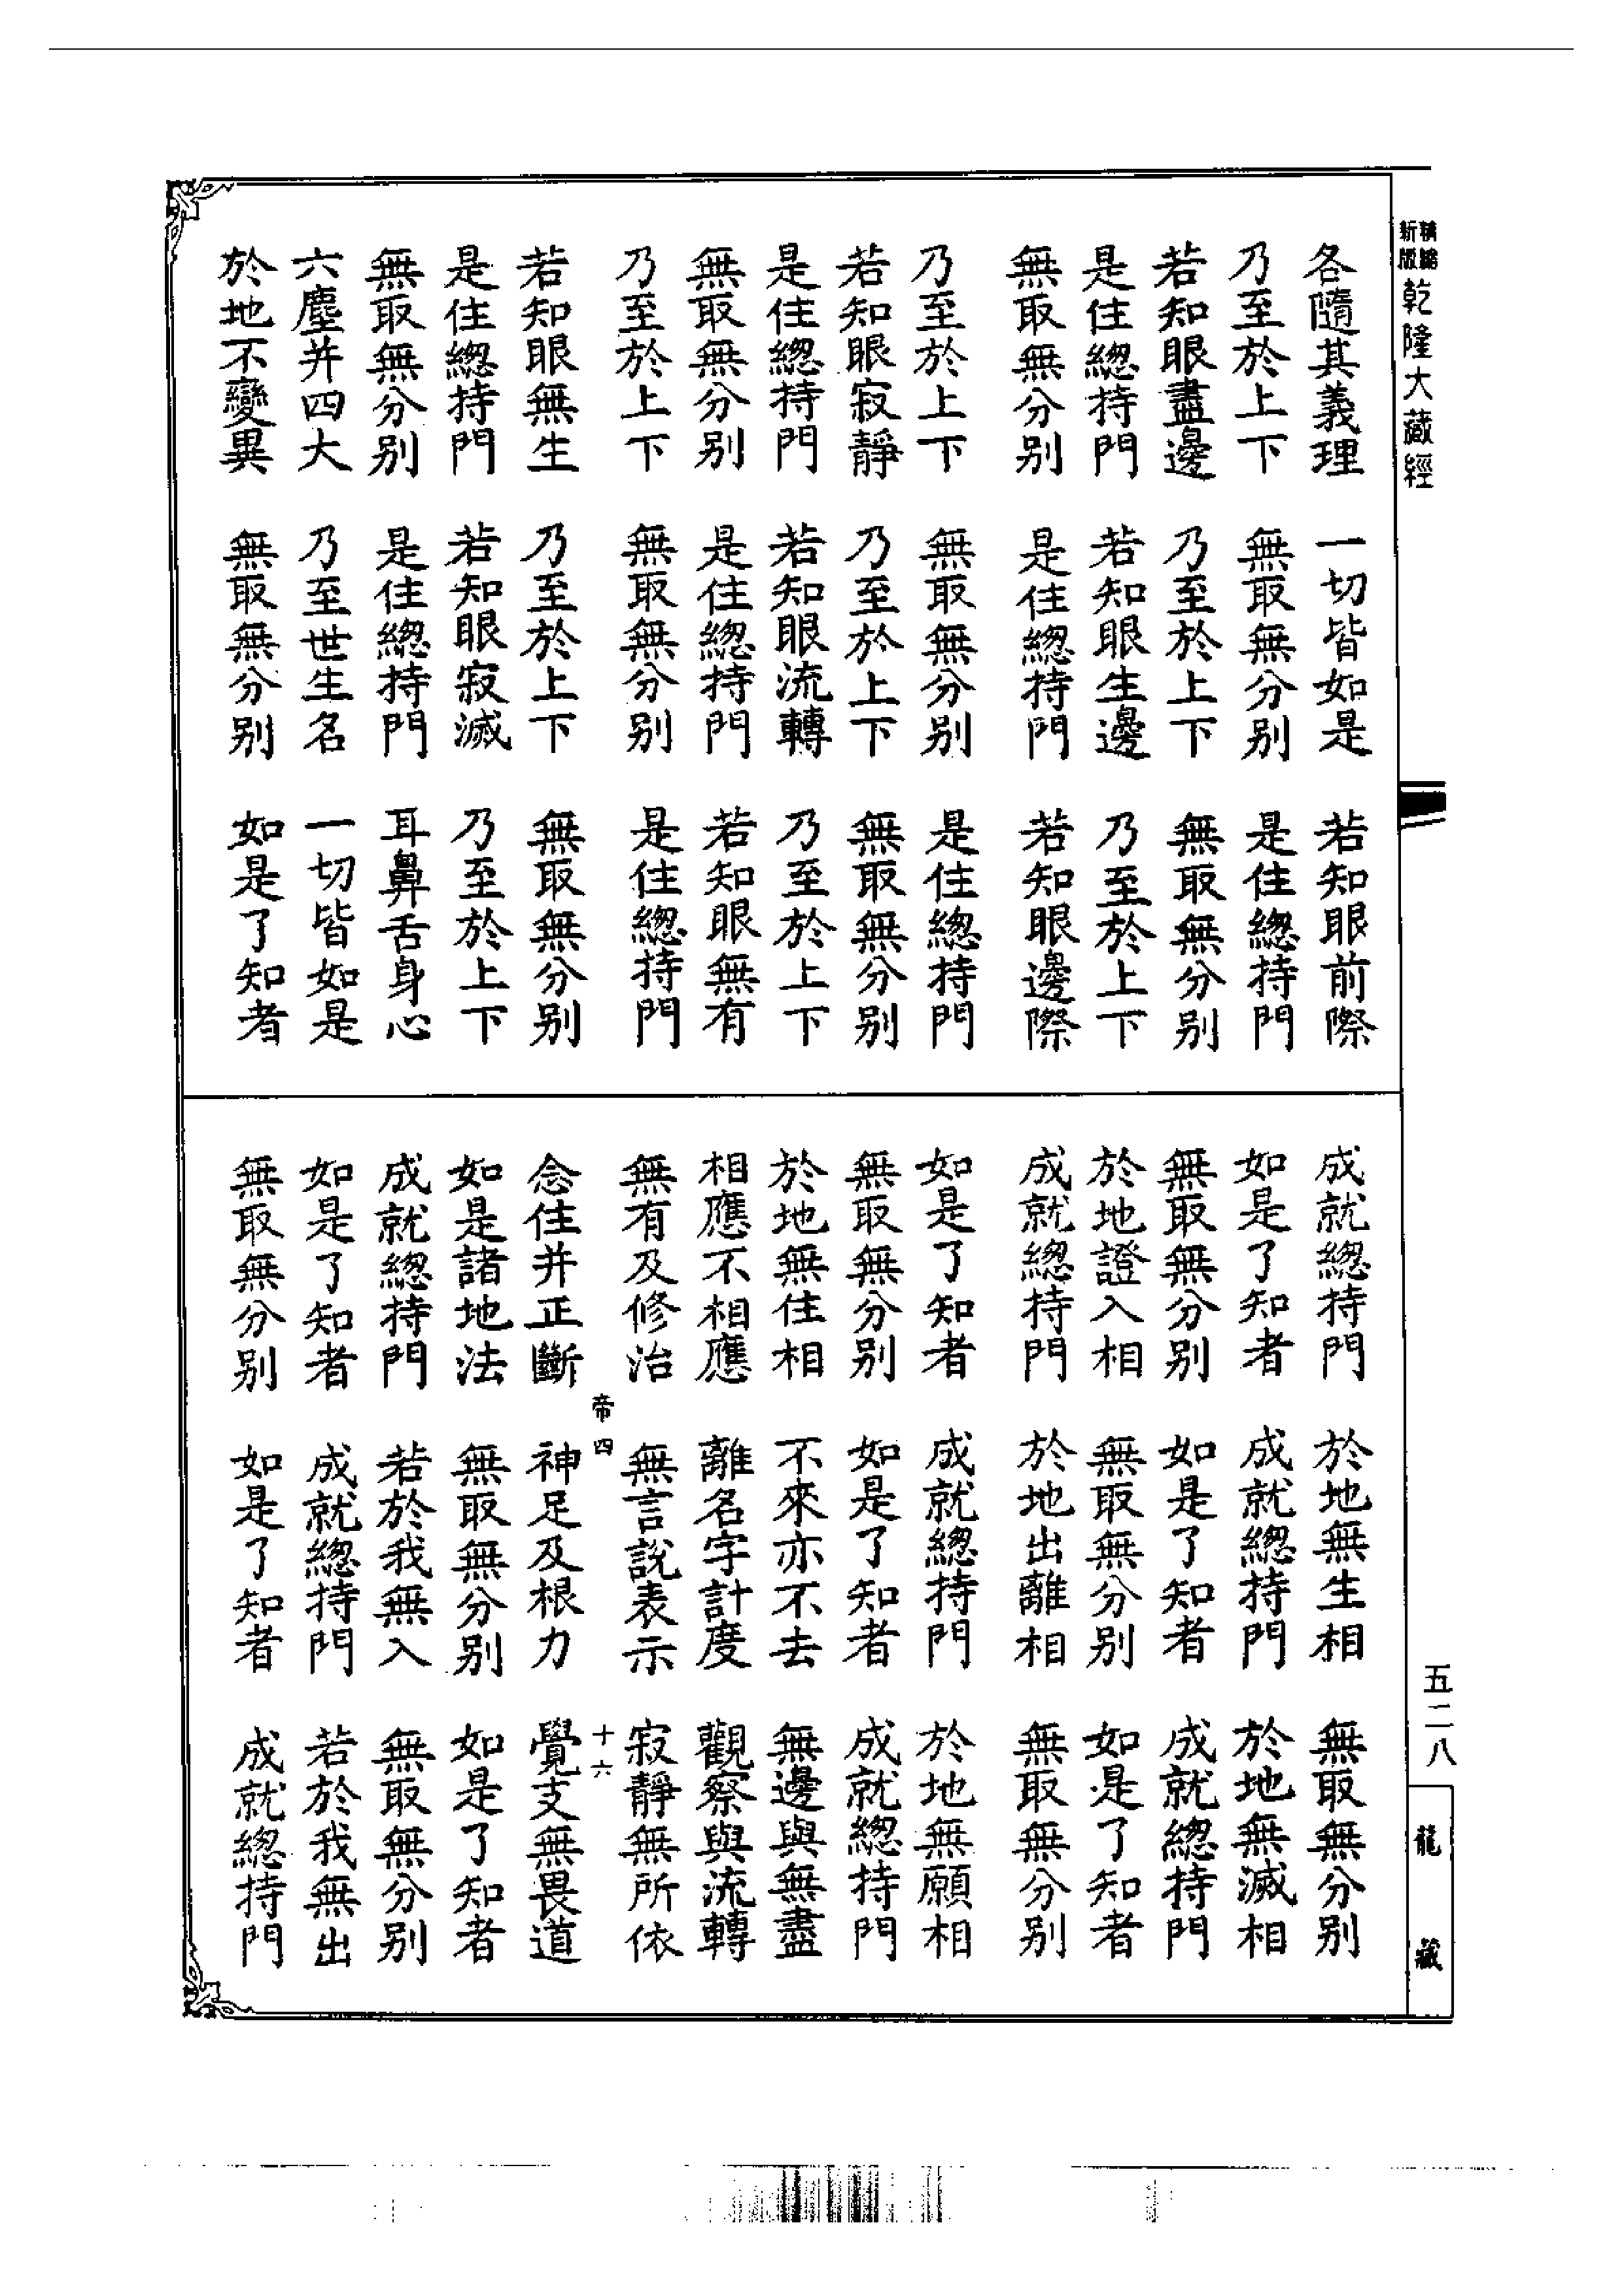 精縮新版乾隆大藏經
各隨其義理 一切皆如是 若知眼前際
乃至於上下 無取無分別 是住總持門
若知眼盡邊 乃至於上下 無取無分別
是住總持門 若知眼生邊 乃至於上下
無取無分別 是住總持門 若知眼邊際
乃至於上下 無取無分別 是住總持門
若知眼寂靜 乃至於上下 無取無分別
是住總持門 若知眼流轉 乃至於上下
無取無分別 是住總持門 若知眼無有
乃至於上下 無取無分別 是住總持門
若知眼無生 乃至於上下 無取無分別
是住總持門 若知眼寂滅 乃至於上下
無取無分別 是住總持門 耳鼻舌身心
六塵并四大 乃至世生名 一切皆如是
於地不變異 無取無分別 如是了知者
成就總持門 於地無生相 無取無分別
如是了知者 成就總持門 於地無滅相
無取無分別 如是了知者 成就總持門
於地證入相 無取無分別 如是了知者
成就總持門 於地出離相 無取無分別
如是了知者 成就總持門 於地無願相
無取無分別 如是了知者 成就總持門
於地無住相 不來亦不去 無邊與無盡
相應不相應 離名字計度 觀察與流轉
無有及修治 無言說表示 寂靜無所依
帝四 十六
念住并正斷 神足及根力 覺支無畏道
如是諸地法 無取無分別 如是了知者
成就總持門 若於我無入 無取無分別
如是了知者 成就總持門 若於我無出
無取無分別 如是了知者 成就總持門
五二八
龍藏